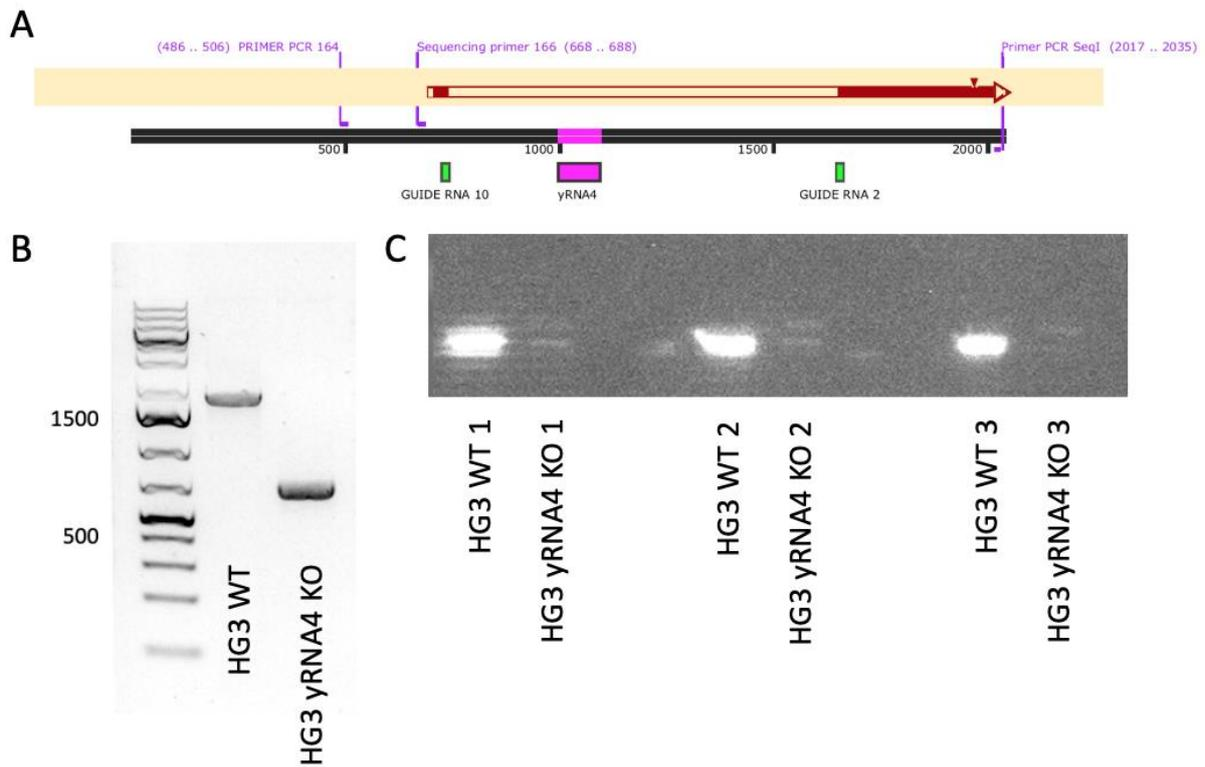 A
(486 .. 506) PRIMER PCR 164
Sequencing primer 166 (668 .. 688)
Primer PCR SeqI (2017 .. 2035)
500
1000
1500
2000
GUIDE RNA 10
yRNA4
GUIDE RNA 2
B
1500
500
HG3 WT
HG3 yRNA4 KO
C
HG3 WT 1
HG3 yRNA4 KO 1
HG3 WT 2
HG3 yRNA4 KO 2
HG3 WT 3
HG3 yRNA4 KO 3